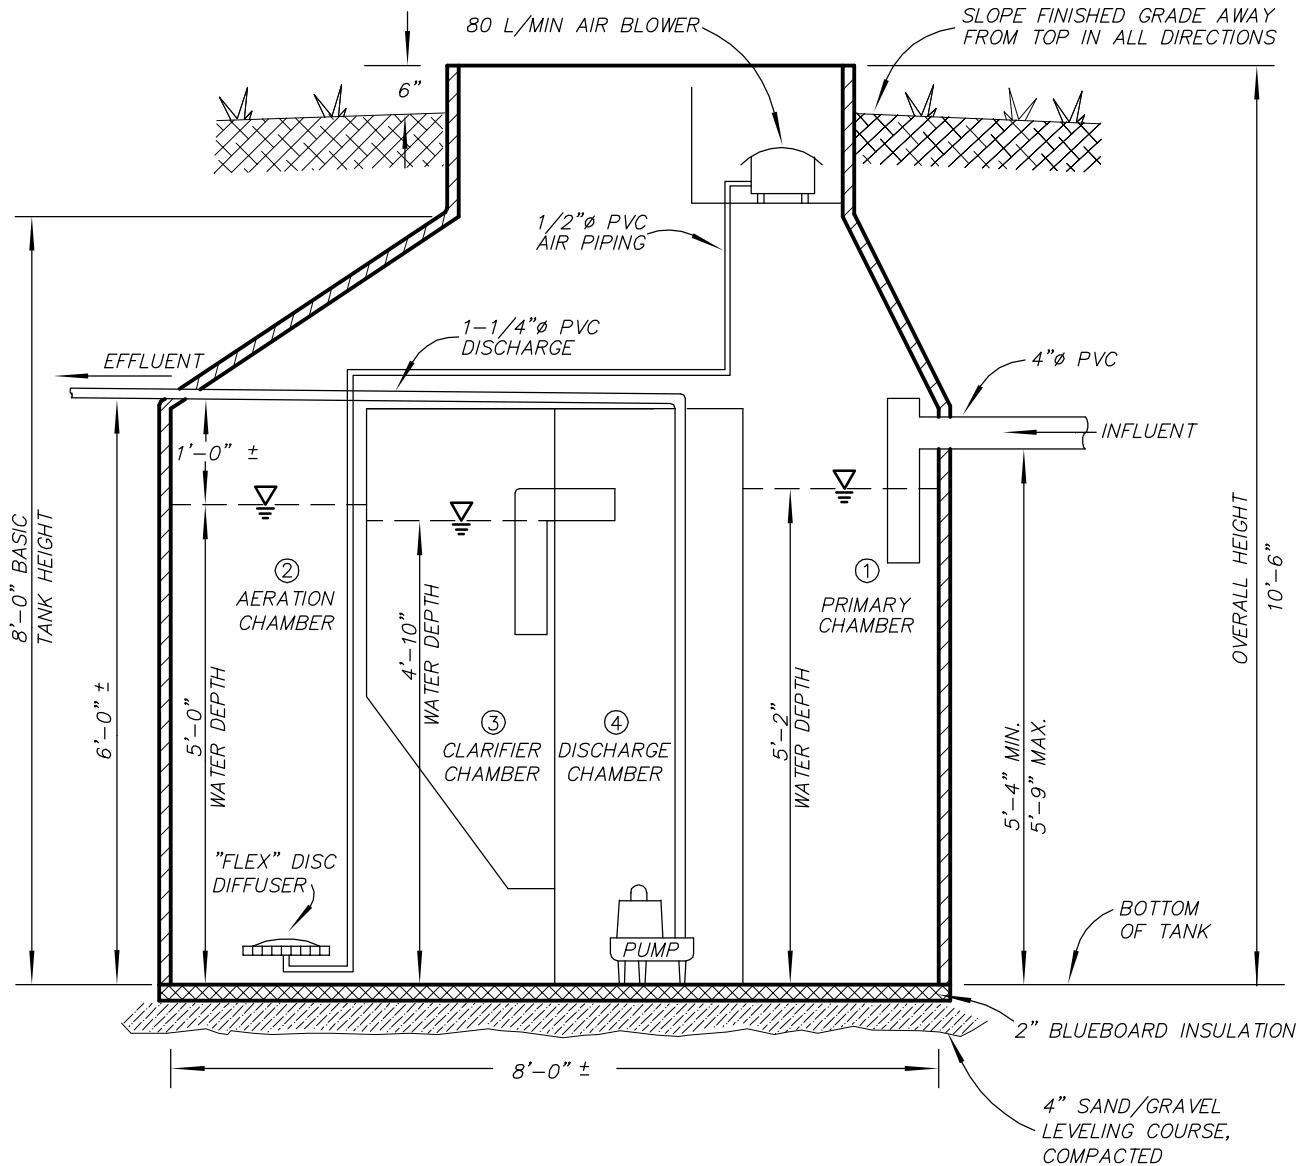 80 L/MIN AIR BLOWER
SLOPE FINISHED GRADE AWAY
FROM TOP IN ALL DIRECTIONS
6"
1/2"ø PVC
AIR PIPING
1-1/4"ø PVC
DISCHARGE
EFFLUENT
4"ø PVC
INFLUENT
1'-0" ±
8'-0" BASIC
TANK HEIGHT
6'-0" ±
5'-0"
WATER DEPTH
2
AERATION
CHAMBER
4'-10"
WATER DEPTH
3
CLARIFIER
CHAMBER
4
DISCHARGE
CHAMBER
5'-2"
WATER DEPTH
1
PRIMARY
CHAMBER
5'-4" MIN.
5'-9" MAX.
OVERALL HEIGHT
10'-6"
"FLEX" DISC
DIFFUSER
PUMP
BOTTOM
OF TANK
2" BLUEBOARD INSULATION
8'-0" ±
4" SAND/GRAVEL
LEVELING COURSE,
COMPACTED